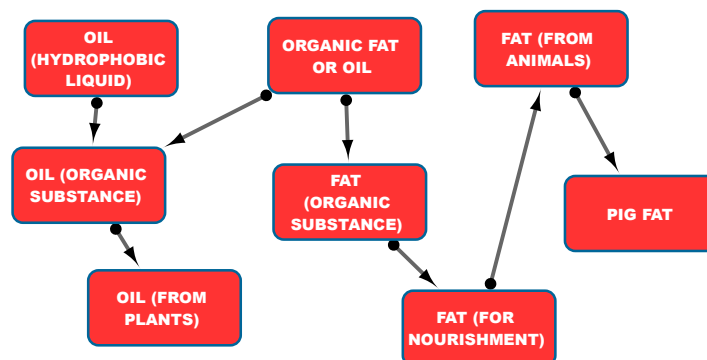 OIL
(HYDROPHOBIC
LIQUID)
ORGANIC FAT
OR OIL
FAT (FROM
ANIMALS)
OIL (ORGANIC
SUBSTANCE)
FAT
(ORGANIC
SUBSTANCE)
PIG FAT
OIL (FROM
PLANTS)
FAT (FOR
NOURISHMENT)